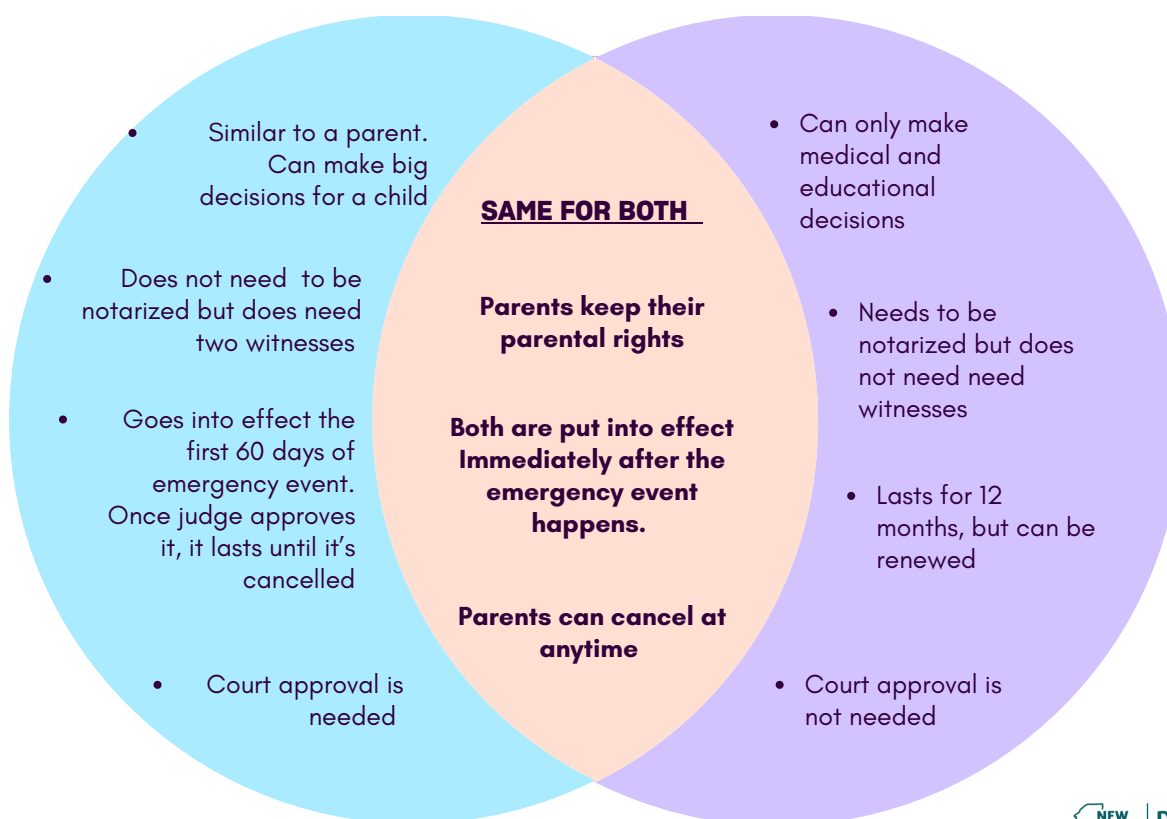 Similar to a parent.
Can make big
decisions for a child
Does not need  to be
notarized but does need
two witnesses
Goes into effect the
first 60 days of
emergency event.
Once judge approves
it, it lasts until it's
cancelled
Court approval is
needed
SAME FOR BOTH
Parents keep their
parental rights
Both are put into effect
Immediately after the
emergency event
happens.
Parents can cancel at
anytime
Can only make
medical and
educational
decisions
Needs to be
notarized but does
not need need
witnesses
Lasts for 12
months, but can be
renewed
Court approval is
not needed
NEW